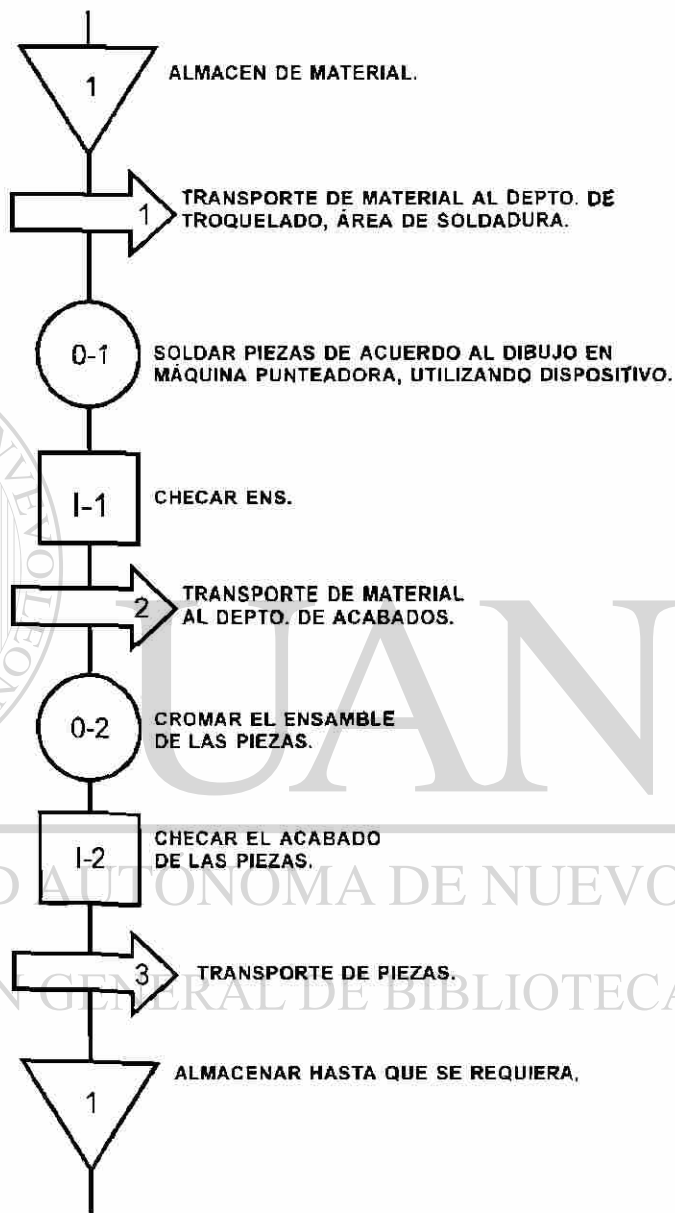 1
ALMACEN DE MATERIAL.
1
TRANSPORTE DE MATERIAL AL DEPTO. DE
TROQUELADO, ÁREA DE SOLDADURA.
0-1
SOLDAR PIEZAS DE ACUERDO AL DIBUJO EN
MÁQUINA PUNTEADORA, UTILIZANDO DISPOSITIVO.
I-1
CHECAR ENS.
2
TRANSPORTE DE MATERIAL
AL DEPTO. DE ACABADOS.
UAN
0-2
CROMAR EL ENSAMBLE
DE LAS PIEZAS.
I-2
CHECAR EL ACABADO
DE LAS PIEZAS.
AUTÓNOMA DE NUEVO
3
TRANSPORTE DE PIEZAS.
GENERAL DE BIBLIOTECA
1
ALMACENAR HASTA QUE SE REQUIERA,